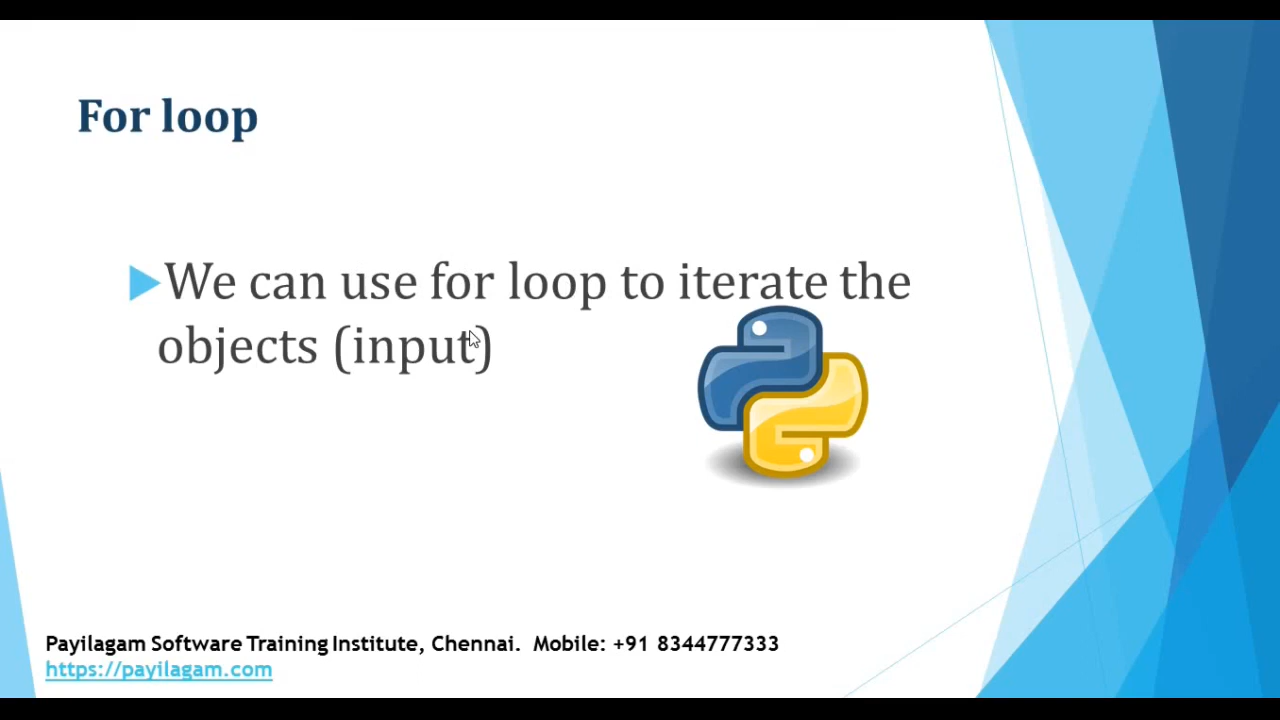 For loop
We can use for loop to iterate the
objects (input)
Payilagam Software Training Institute, Chennai. Mobile: +91 8344777333
https://payilagam.com